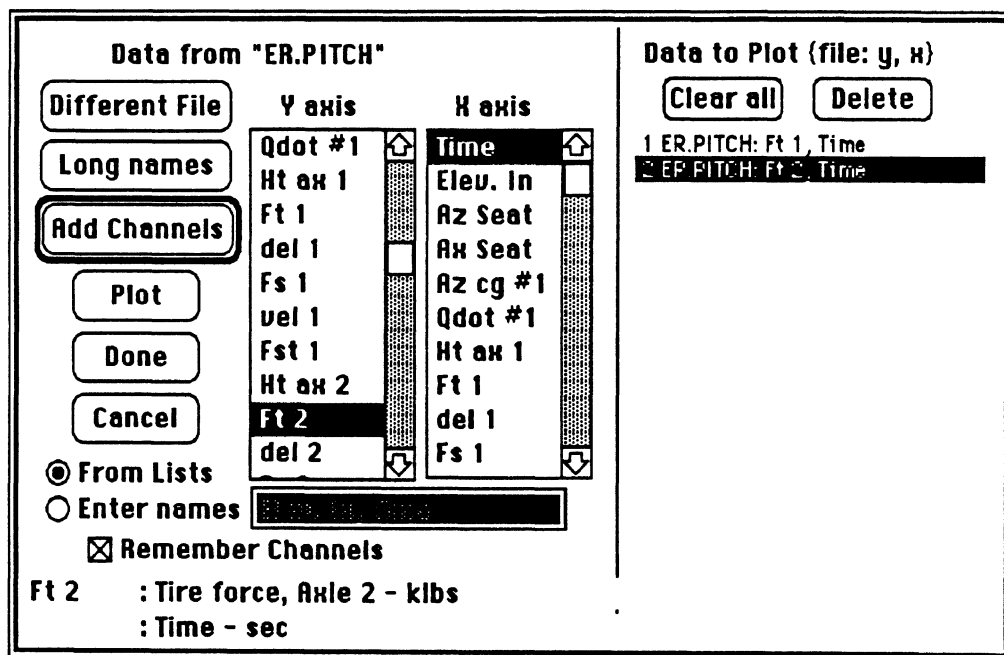 Data from "ER.PITCH"
Different File
Long names
Add Channels
Plot
Done
Cancel
From Lists
Enter names
Remember Channels
Y axis
Qdot #1
Ht ax 1
Ft 1
del 1
Fs 1
vel 1
Fst 1
Ht ax 2
Ft 2
del 2
X axis
Time
Elev. In
Az Seat
Ax Seat
Az cg #1
Qdot #1
Ht ax 1
Ft 1
del 1
Fs 1
Ft 2 : Tire force, Axle 2 - klbs
: Time - sec
Data to Plot {file: y, x}
Clear all
Delete
1 ER.PITCH: Ft 1, Time
2 ER.PITCH: Ft 2, Time